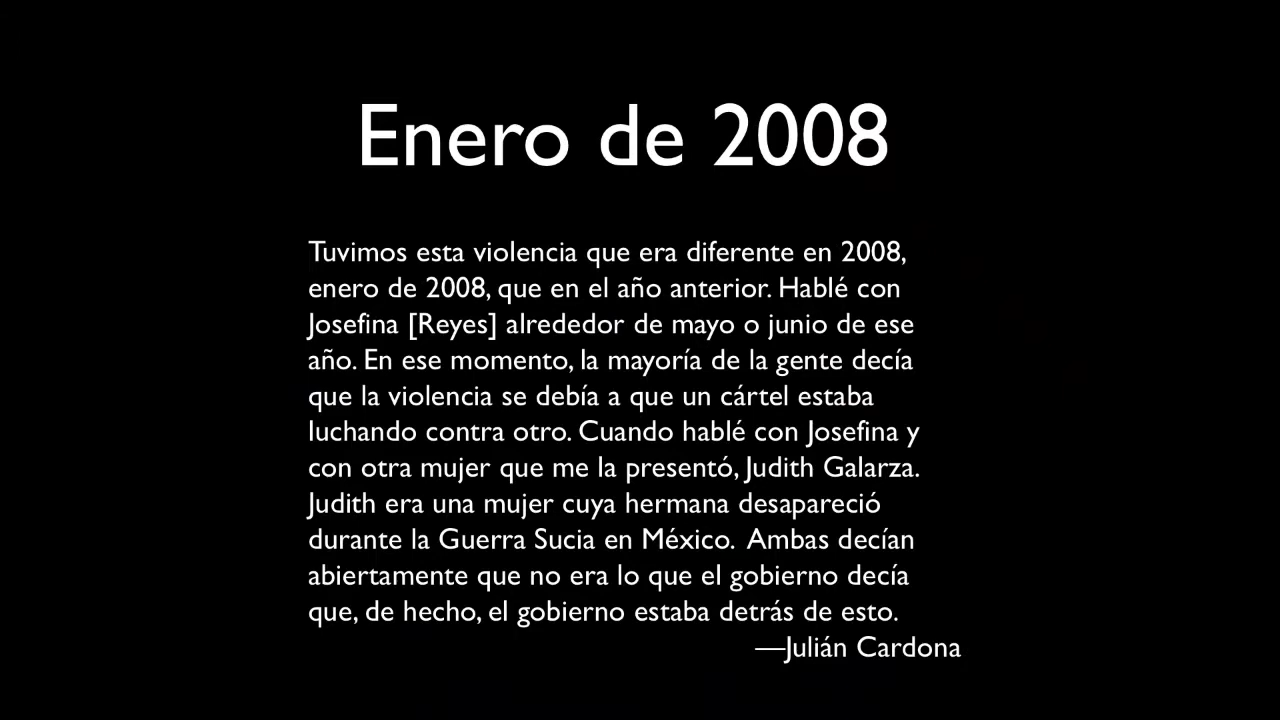 Enero de 2008
Tuvimos esta violencia que era diferente en 2008,
enero de 2008, que en el año anterior. Hablé con
Josefina [Reyes] alrededor de mayo o junio de ese
año. En ese momento, la mayoría de la gente decía
que la violencia se debía a que un cártel estaba
luchando contra otro. Cuando hablé con Josefina y
con otra mujer que me la presentó, Judith Galarza.
Judith era una mujer cuya hermana desapareció
durante la Guerra Sucia en México. Ambas decían
abiertamente que no era lo que el gobierno decía
que, de hecho, el gobierno estaba detrás de esto.
—Julián Cardona